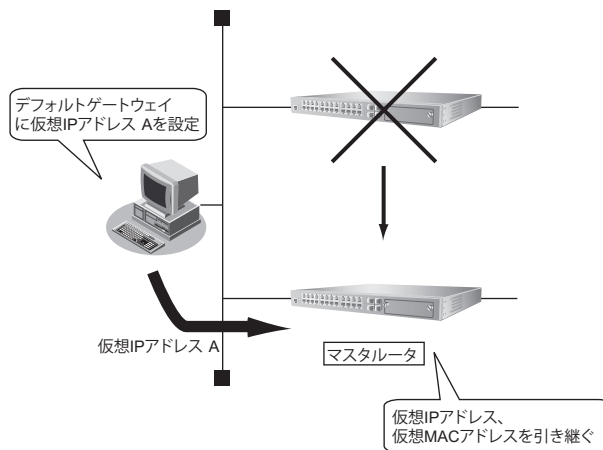 デフォルトゲートウェイ
に仮想IPアドレス Aを設定
仮想IPアドレス A
マスタルータ
仮想IPアドレス、
仮想MACアドレスを引き継ぐ